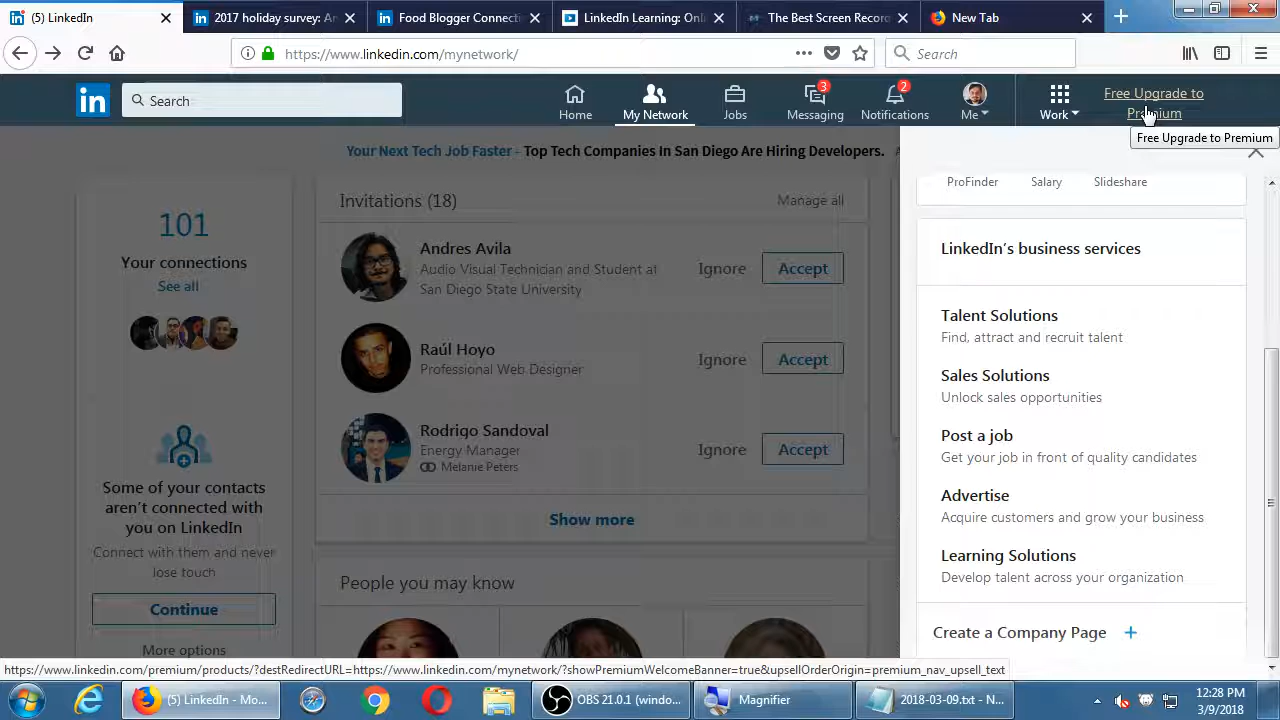 (5) LinkedIn
2017 holiday survey: An
Food Blogger Connecti
LinkedIn Learning: Onl
The Best Screen Recor
New Tab
https://www.linkedin.com/mynetwork/
Search
in
Search
Home
My Network
Jobs
3
Messaging
2
Notifications
Me
Work
Free Upgrade to
Premium
Free Upgrade to Premium
Your Next Tech Job Faster - Top Tech Companies In San Diego Are Hiring Developers.
101
Your connections
See all
Some of your contacts
aren't connected with
you on LinkedIn
Connect with them and never
lose touch
Continue
More options
Invitations (18)
Manage all
Andres Avila
Audio Visual Technician and Student at
San Diego State University
Ignore
Accept
Raúl Hoyo
Professional Web Designer
Ignore
Accept
Rodrigo Sandoval
Energy Manager
Melanie Peters
Ignore
Accept
Show more
People you may know
ProFinder
Salary
Slideshare
LinkedIn's business services
Talent Solutions
Find, attract and recruit talent
Sales Solutions
Unlock sales opportunities
Post a job
Get your job in front of quality candidates
Advertise
Acquire customers and grow your business
Learning Solutions
Develop talent across your organization
Create a Company Page +
https://www.linkedin.com/premium/products/?destRedirectURL=https://www.linkedin.com/mynetwork/?showPremiumWelcomeBanner=true&upsellOrderOrigin=premium_nav_upsell_text
(5) LinkedIn - Mo...
OBS 21.0.1 (windo...
Magnifier
2018-03-09.txt - N...
12:28 PM
3/9/2018